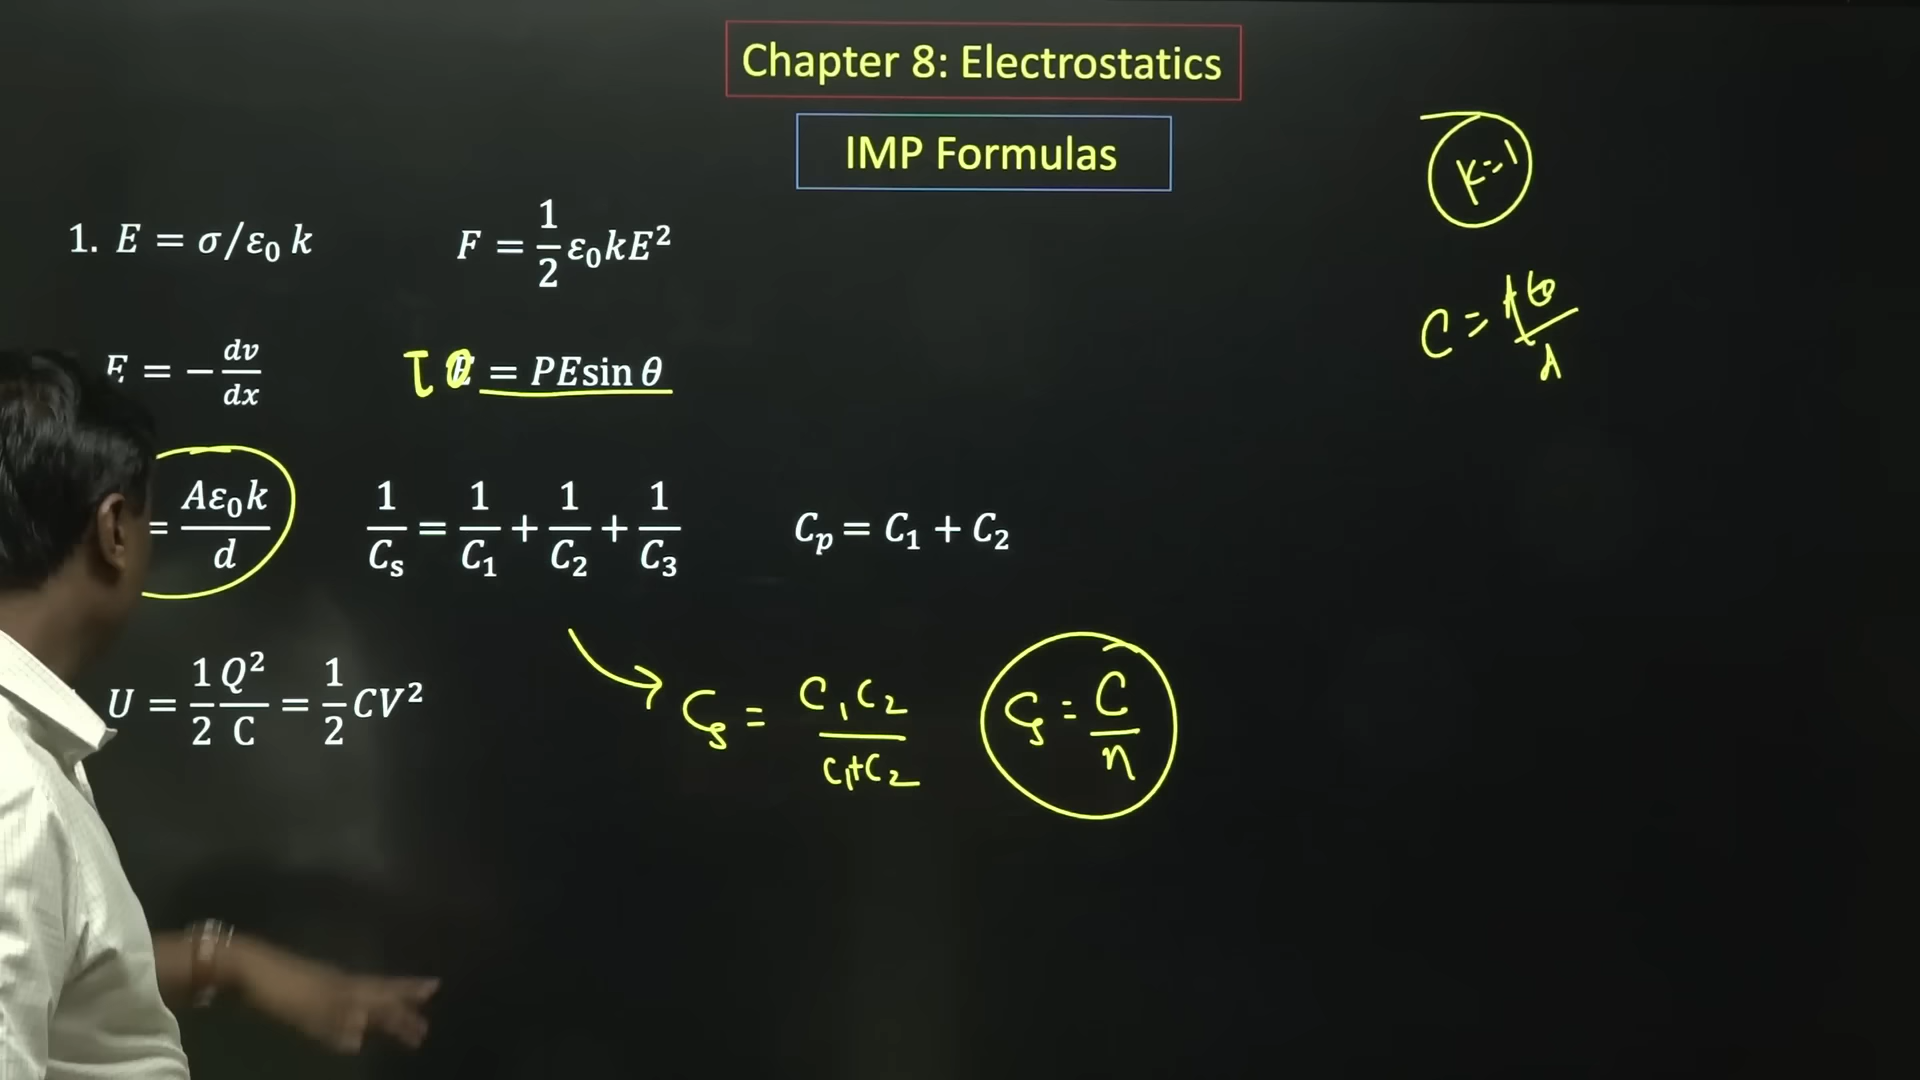 Chapter 8: Electrostatics
IMP Formulas
K=1
1. E = σ/ε₀ k
F = 1/2 ε₀kE²
C = Aε₀/d
E = − dv/dx
τ = PE sin θ
= Aε₀k/d
1/Cₛ = 1/C₁ + 1/C₂ + 1/C₃
Cₚ = C₁ + C₂
U = 1/2 Q²/C = 1/2 CV²
Cₛ = C₁C₂/C₁+C₂
Cₛ = C/n